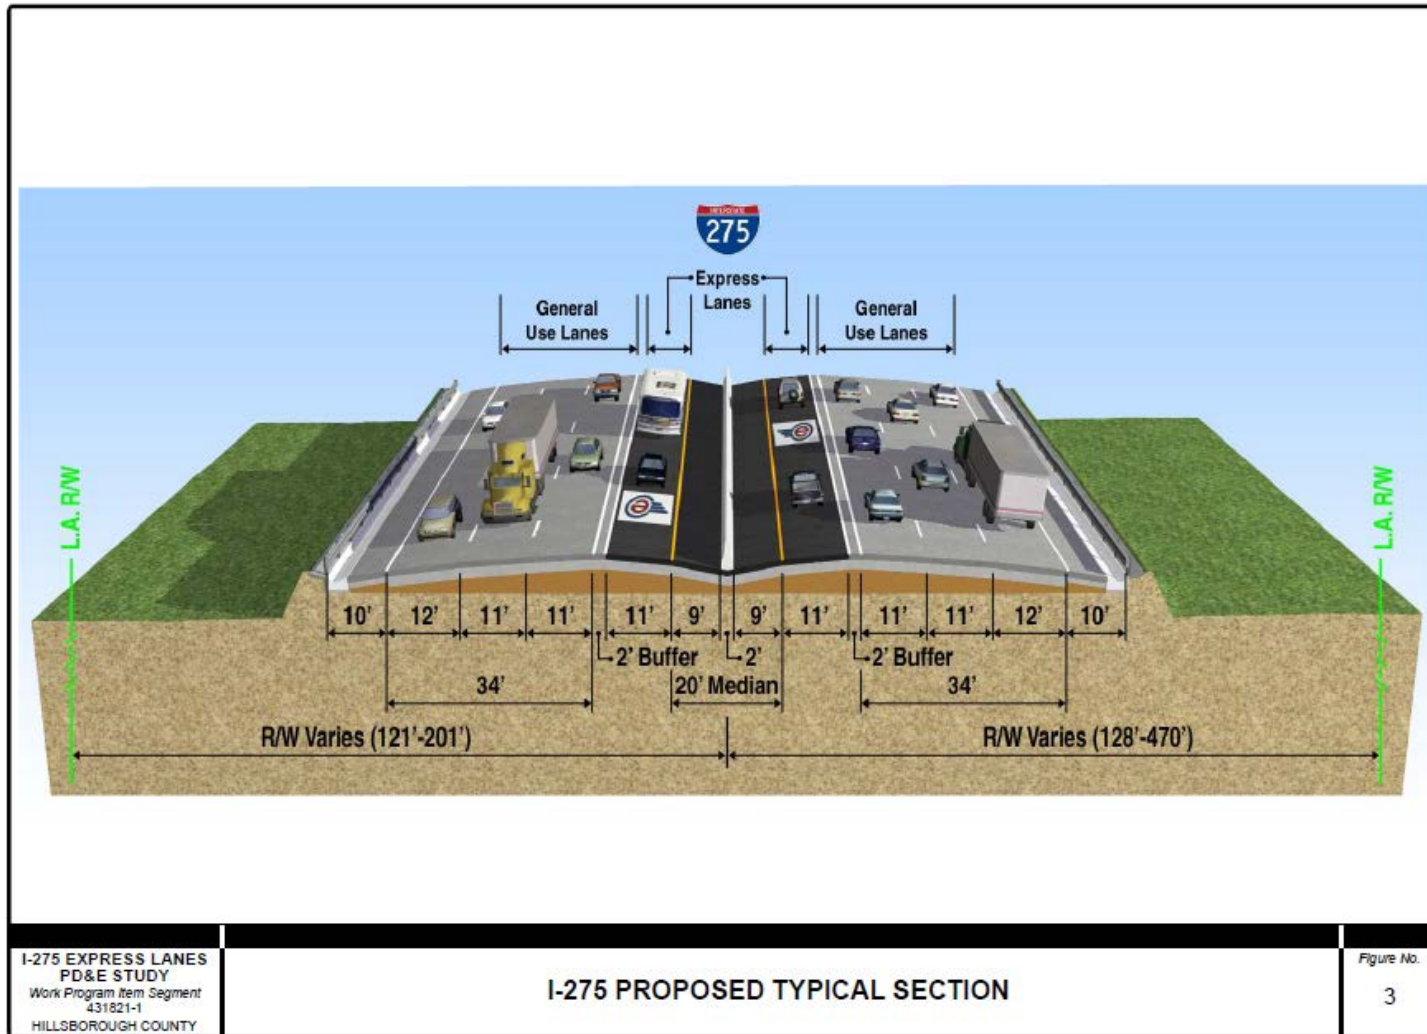 INTERSTATE
275
Express
Lanes
General
Use Lanes
General
Use Lanes
L.A. R/W
L.A. R/W
10' 12' 11' 11' 11' 9' 9' 11' 11' 11' 12' 10'
2' Buffer 2' 2' Buffer
34' 20' Median 34'
R/W Varies (121'-201') R/W Varies (128'-470')
I-275 EXPRESS LANES
PD&E STUDY
Work Program Item Segment
431821-1
HILLSBOROUGH COUNTY
I-275 PROPOSED TYPICAL SECTION
Figure No.
3